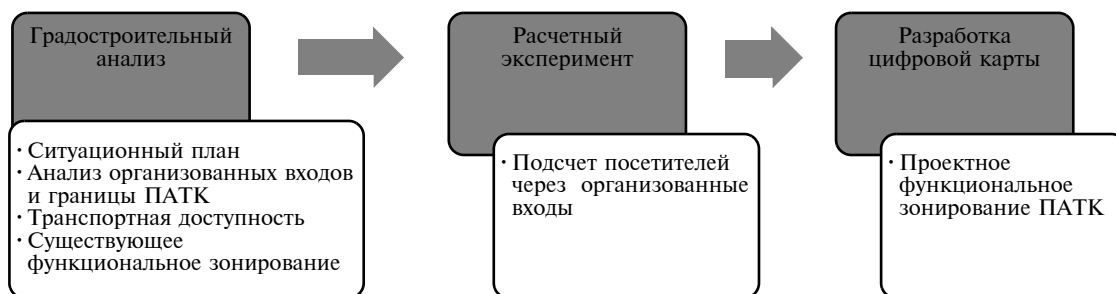 Градостроительный
анализ
· Ситуационный план
· Анализ организованных входов
и границы ПАТК
· Транспортная доступность
· Существующее
функциональное зонирование
Расчетный
эксперимент
· Подсчет посетителей
через организованные
входы
Разработка
цифровой карты
· Проектное
функциональное
зонирование ПАТК